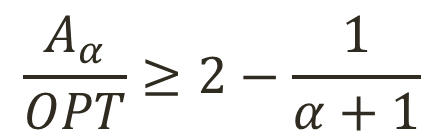 A_α / OPT ≥ 2 − 1 / (α + 1)